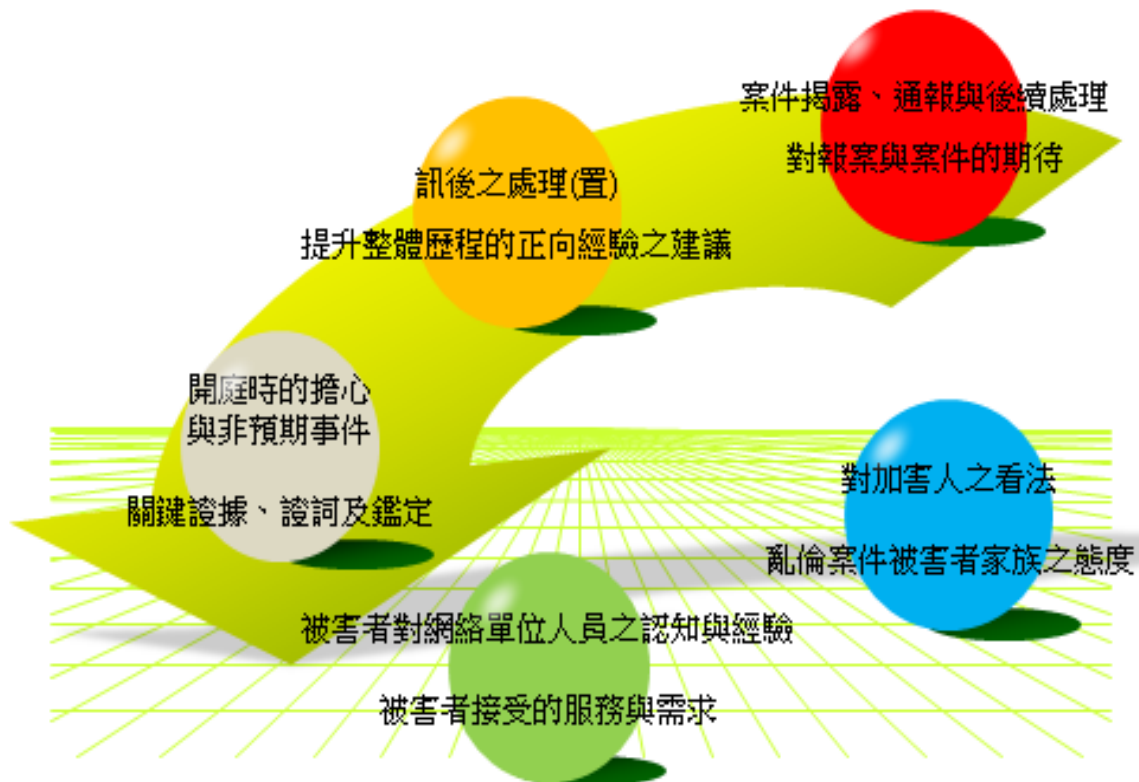 案件揭露、通報與後續處理
對報案與案件的期待
訊後之處理(置)
提升整體歷程的正向經驗之建議
開庭時的擔心
與非預期事件
關鍵證據、證詞及鑑定
對加害人之看法
亂倫案件被害者家族之態度
被害者對網絡單位人員之認知與經驗
被害者接受的服務與需求